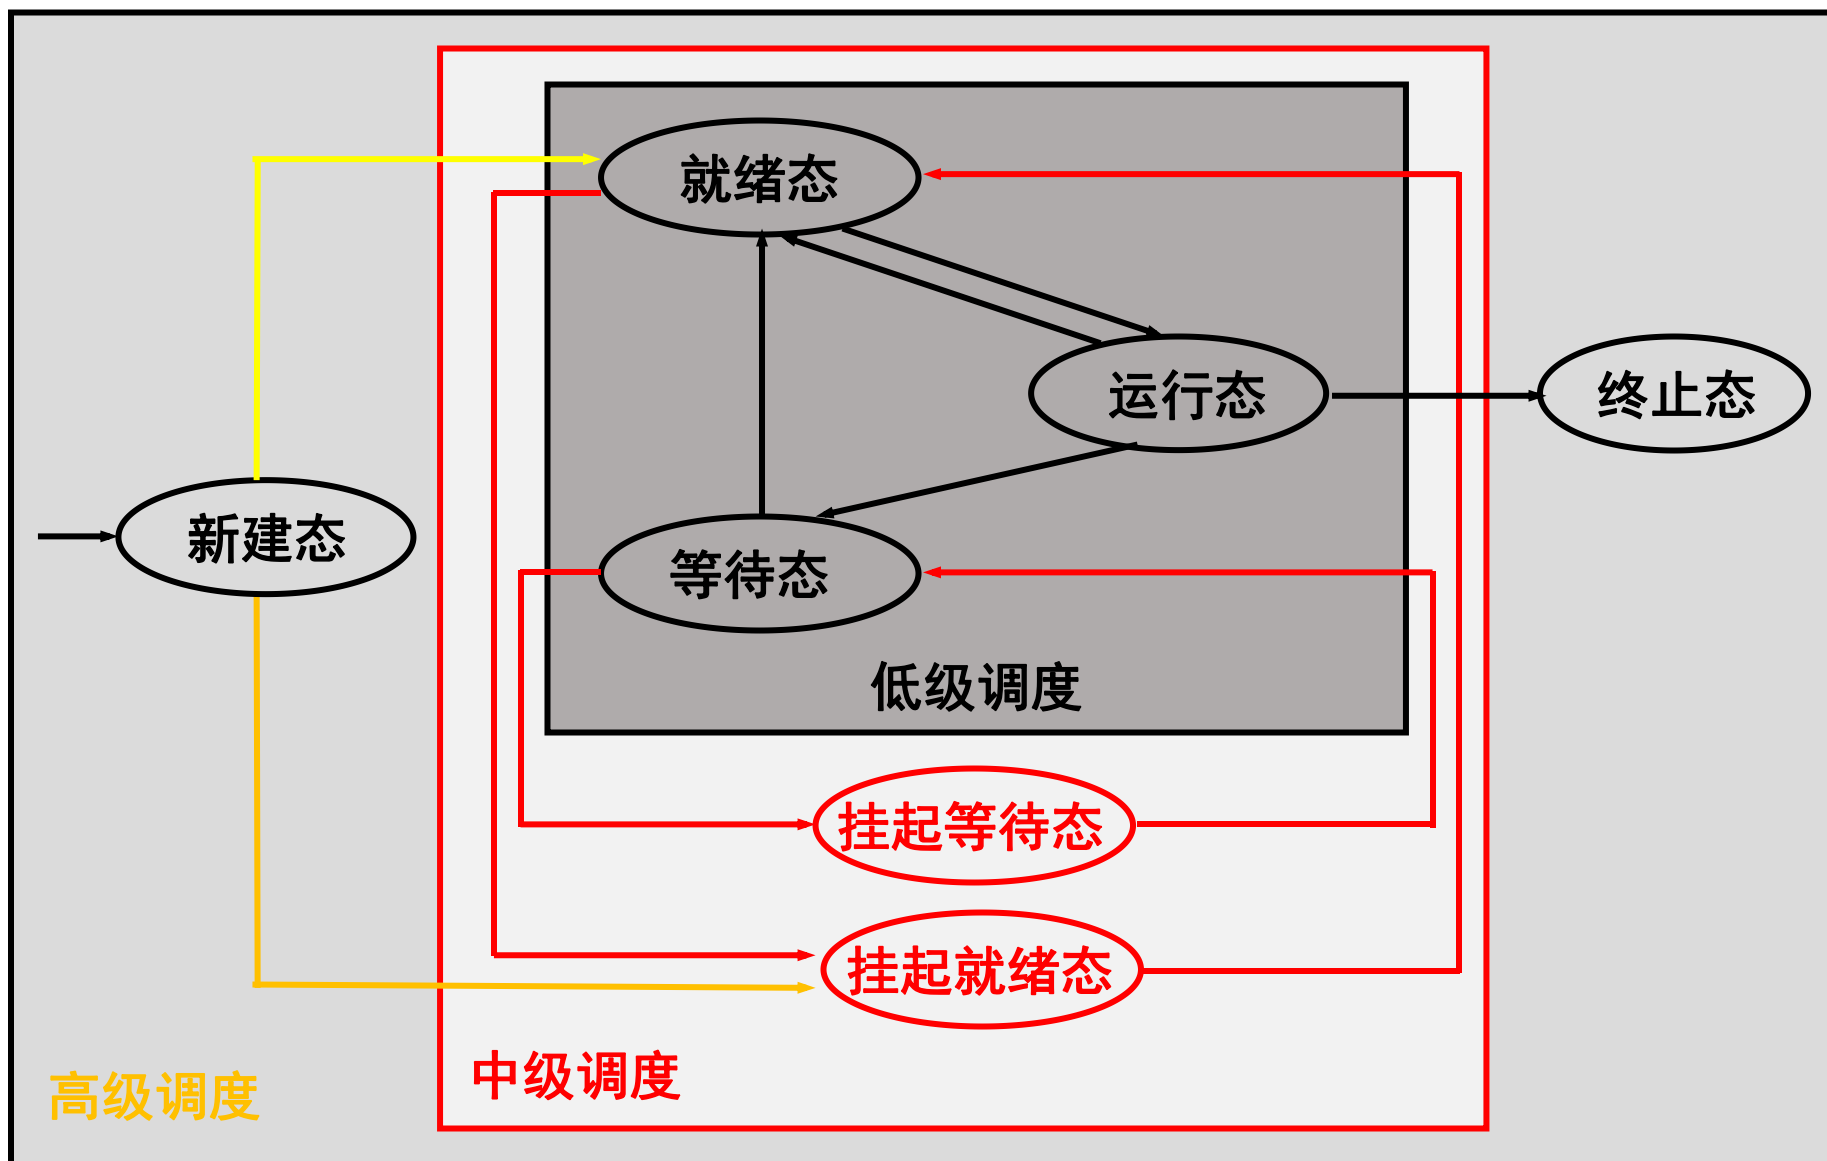 就绪态
运行态
终止态
新建态
等待态
低级调度
挂起等待态
挂起就绪态
中级调度
高级调度